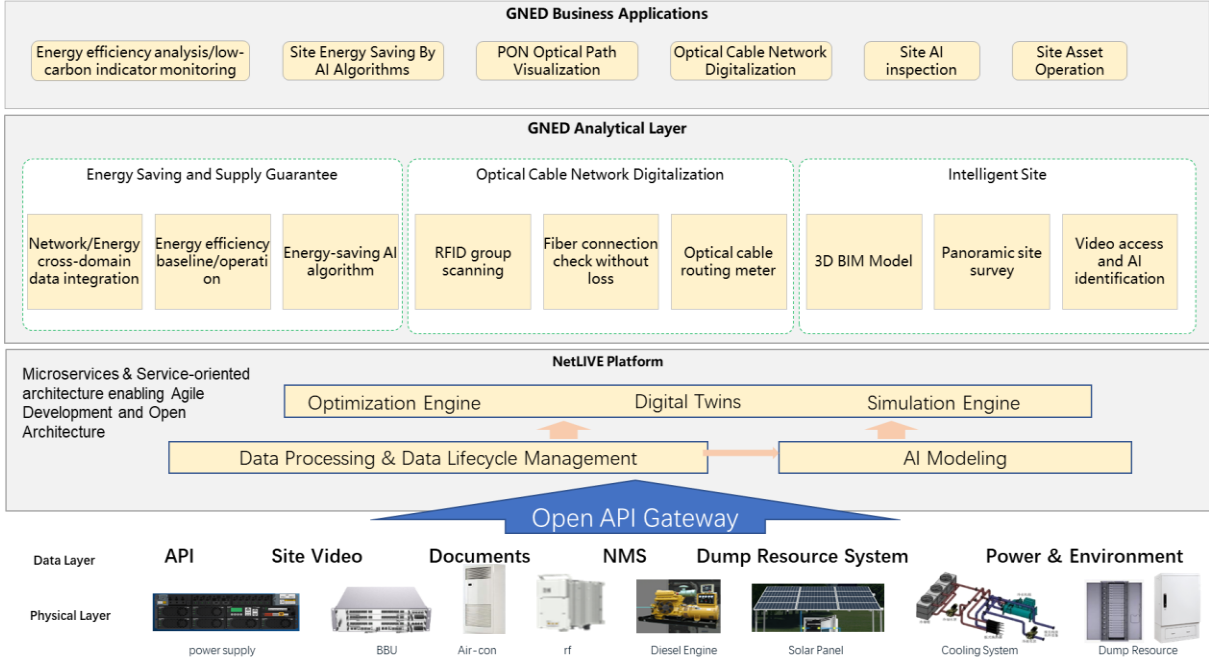 GNED Business Applications
Energy efficiency analysis/low-
carbon indicator monitoring
Site Energy Saving By
AI Algorithms
PON Optical Path
Visualization
Optical Cable Network
Digitalization
Site AI
inspection
Site Asset
Operation
GNED Analytical Layer
Energy Saving and Supply Guarantee
Network/Energy
cross-domain
data integration
Energy efficiency
baseline/operati
on
Energy-saving AI
algorithm
Optical Cable Network Digitalization
RFID group
scanning
Fiber connection
check without
loss
Optical cable
routing meter
Intelligent Site
3D BIM Model
Panoramic site
survey
Video access
and AI
identification
NetLIVE Platform
Microservices & Service-oriented
architecture enabling Agile
Development and Open
Architecture
Optimization Engine
Digital Twins
Simulation Engine
Data Processing & Data Lifecycle Management
AI Modeling
Open API Gateway
Data Layer
API
Site Video
Documents
NMS
Dump Resource System
Power & Environment
Physical Layer
power supply
BBU
Air-con
rf
Diesel Engine
Solar Panel
Cooling System
Dump Resource